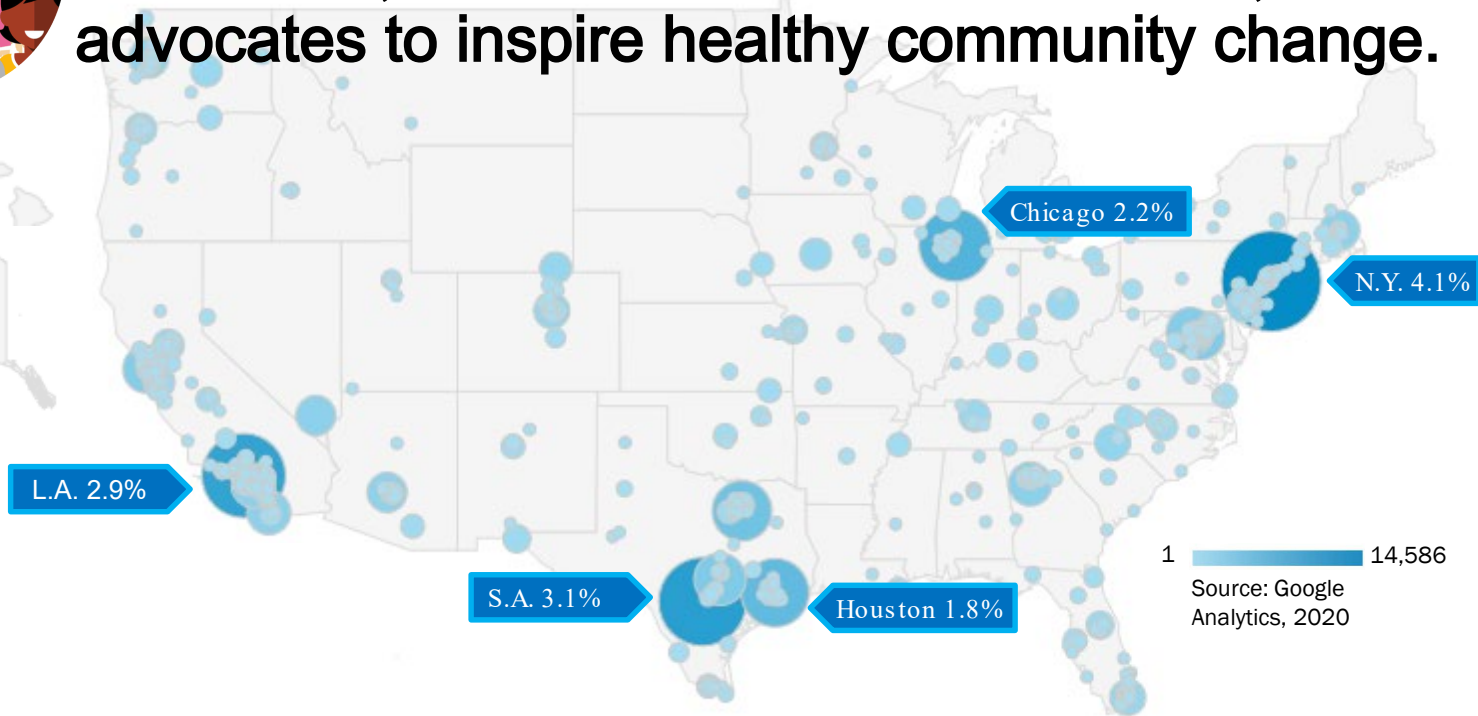 advocates to inspire healthy community change.
Chicago 2.2%
N.Y. 4.1%
L.A. 2.9%
S.A. 3.1%
Houston 1.8%
1
14,586
Source: Google
Analytics, 2020